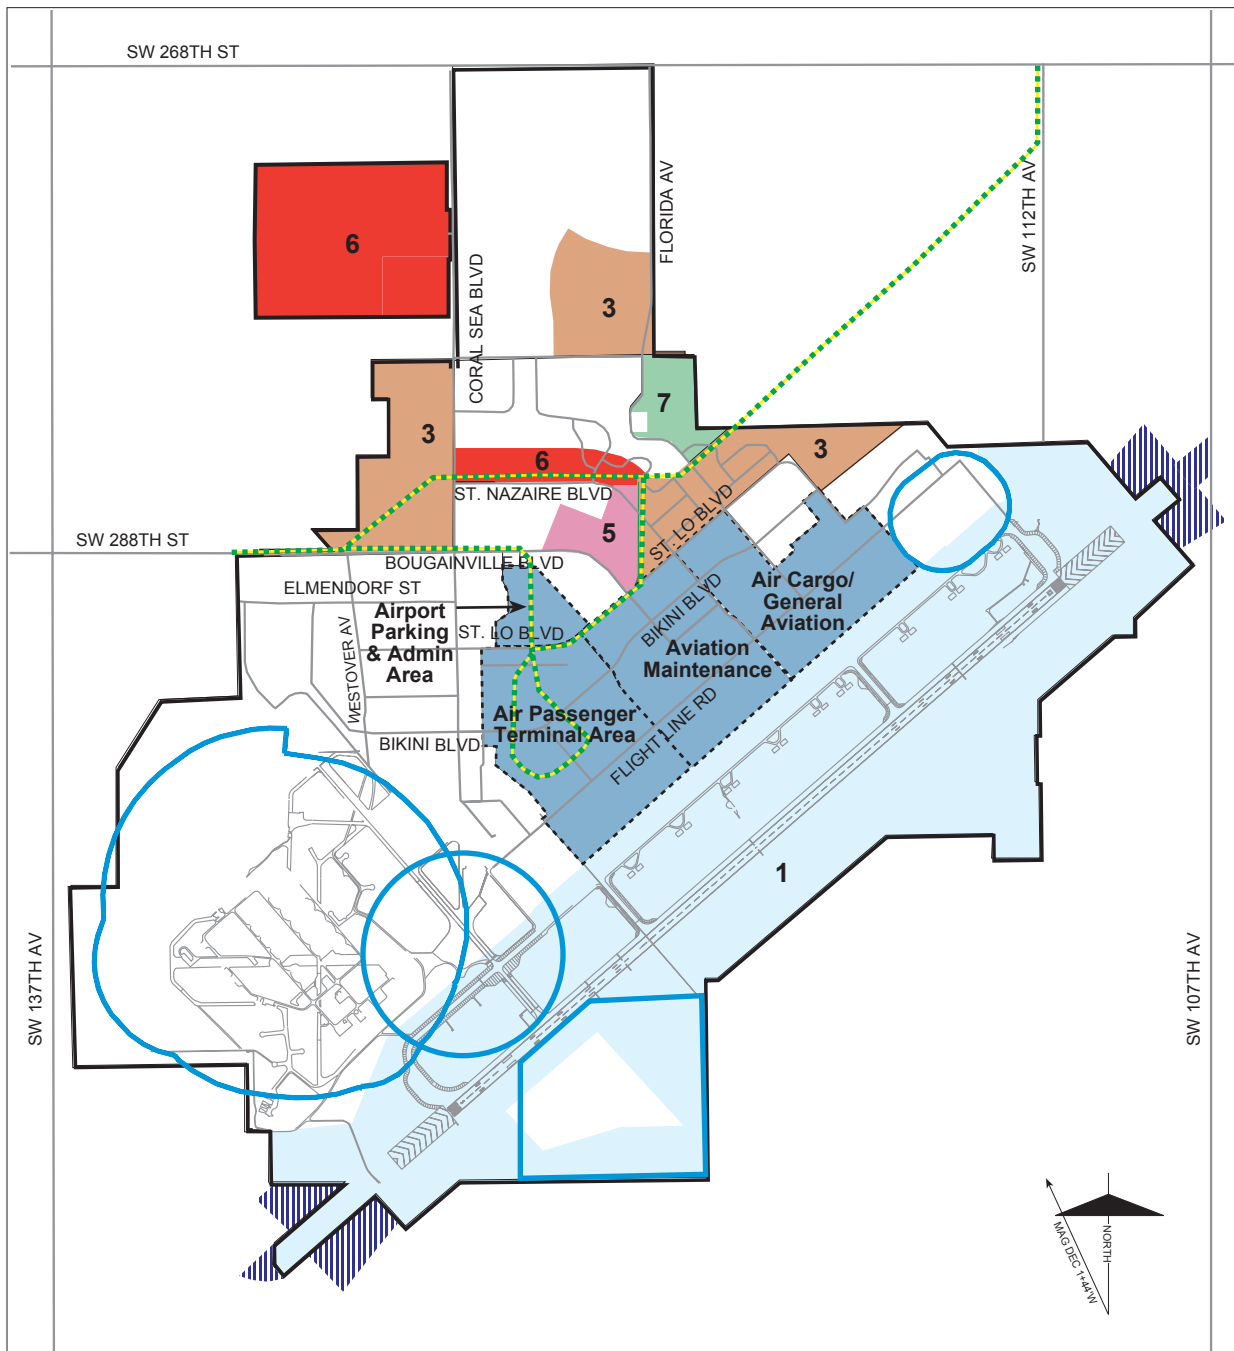 SW 268TH ST
FLORIDA AV
SW 112TH AV
6
CORAL SEA BLVD
3
7
3
3
6
ST. NAZAIRE BLVD
5
ST. LO BLVD
SW 288TH ST
BOUGAINVILLE BLVD
ELMENDORF ST
Airport
Parking
& Admin
Area
ST. LO BLVD
WESTOVER AV
BIKINI BLVD
Air Cargo/
General
Aviation
BIKINI BLVD
Aviation
Maintenance
Air Passenger
Terminal Area
FLIGHT LINE RD
1
SW 137TH AV
SW 107TH AV
MAG DEC 1+44'W
NORTH